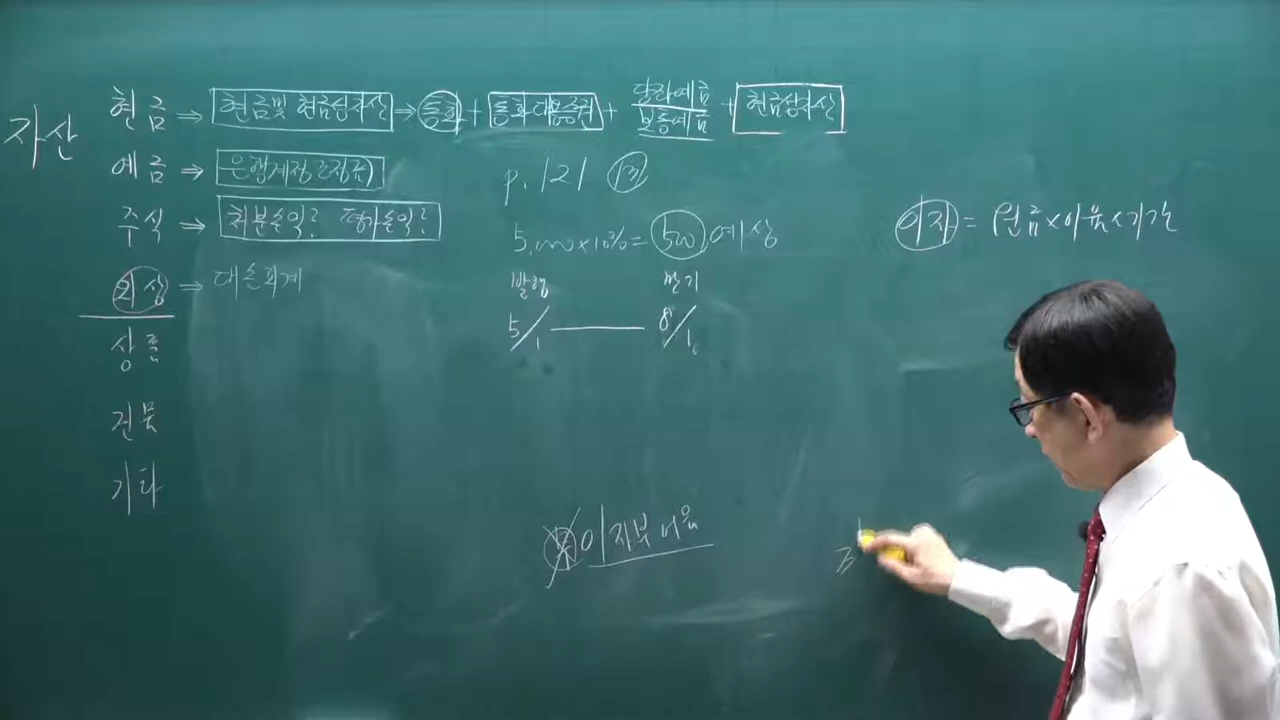 자산
현금 ⇒ 현금및 현금성자산 ⇒ 통화 + 통화대용증권 + 당좌예금 보통예금 + 현금성자산
예금 ⇒ 은행계정조정표)
주식 ⇒ 처분손익? 평가손익?
외상 ⇒ 대손회계
상품
건물
기타
p. 121 13
5,000×10%= 500 예상
발행 만기
5/1 8/1
이자 = 원금×이율×기간
이자부어음